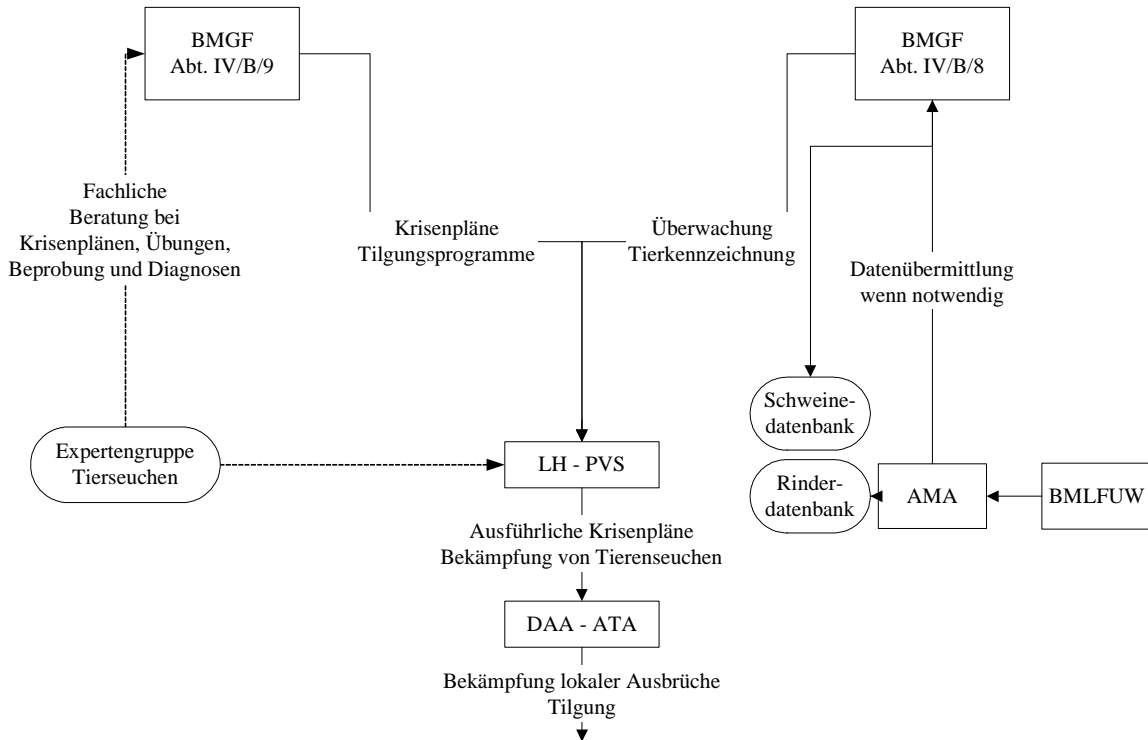 BMGF
Abt. IV/B/9
BMGF
Abt. IV/B/8
Fachliche
Beratung bei
Krisenplänen, Übungen,
Beprobung und Diagnosen
Krisenpläne
Tilgungsprogramme
Überwachung
Tierkennzeichnung
Datenübermittlung
wenn notwendig
Schweine-
datenbank
Expertengruppe
Tierseuchen
LH - PVS
Rinder-
datenbank
AMA
BMLFUW
Ausführliche Krisenpläne
Bekämpfung von Tierenseuchen
DAA - ATA
Bekämpfung lokaler Ausbrüche
Tilgung